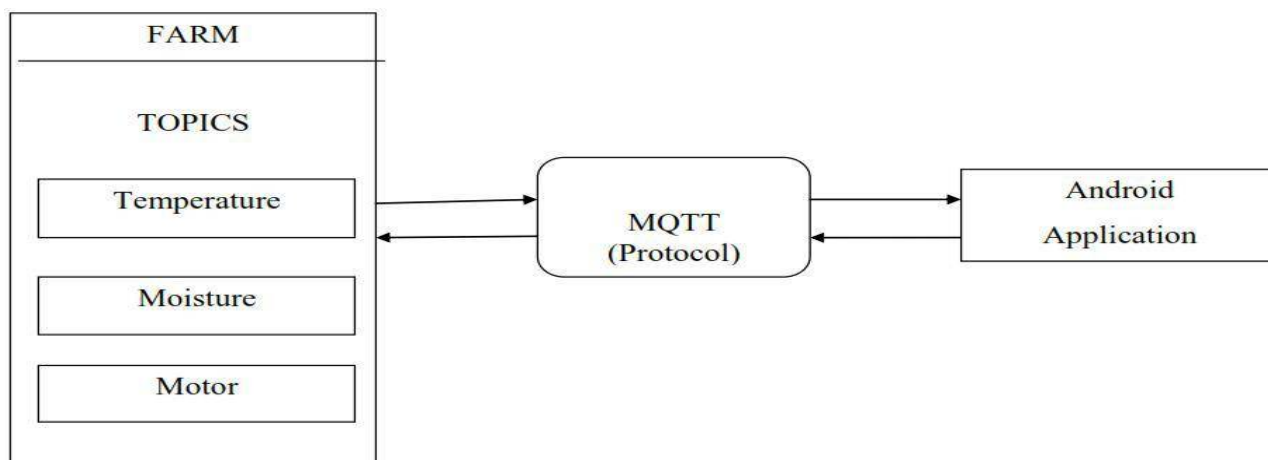 FARM
TOPICS
Temperature
Moisture
Motor
MQTT
(Protocol)
Android
Application